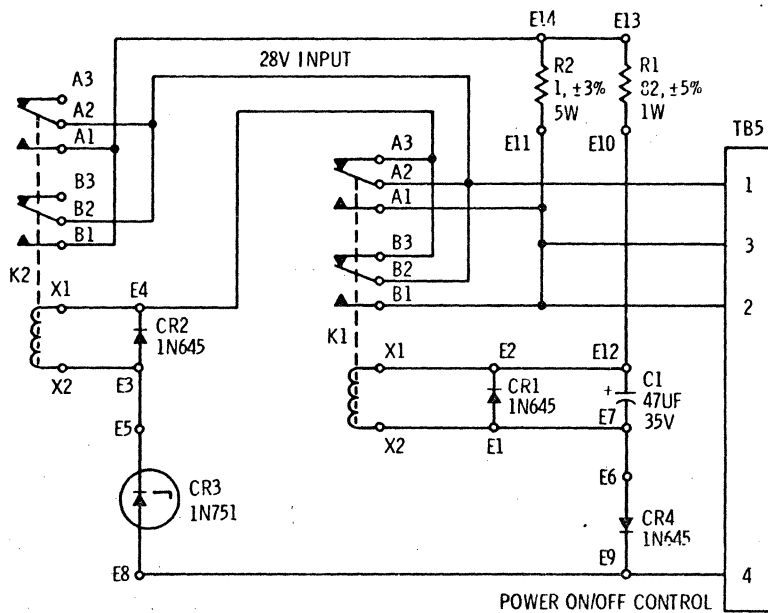 E14
E13
28V INPUT
R2
1, ±3%
5W
R1
82, ±5%
1W
A3
A2
A1
B3
B2
B1
K2
X1
E4
CR2
1N645
X2
E3
E5
CR3
1N751
E8
E11
E10
TB5
A3
A2
A1
B3
B2
B1
K1
1
3
2
X1
E2
E12
CR1
1N645
+
C1
47UF
35V
X2
E1
E7
E6
CR4
1N645
E9
4
POWER ON/OFF CONTROL